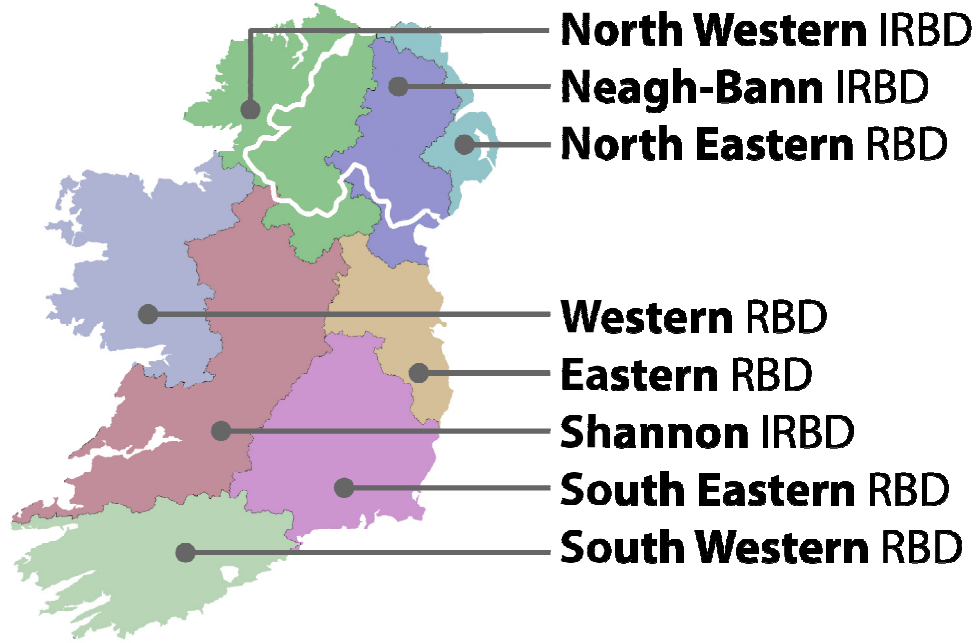 North Western IRBD
Neagh-Bann IRBD
North Eastern RBD
Western RBD
Eastern RBD
Shannon IRBD
South Eastern RBD
South Western RBD